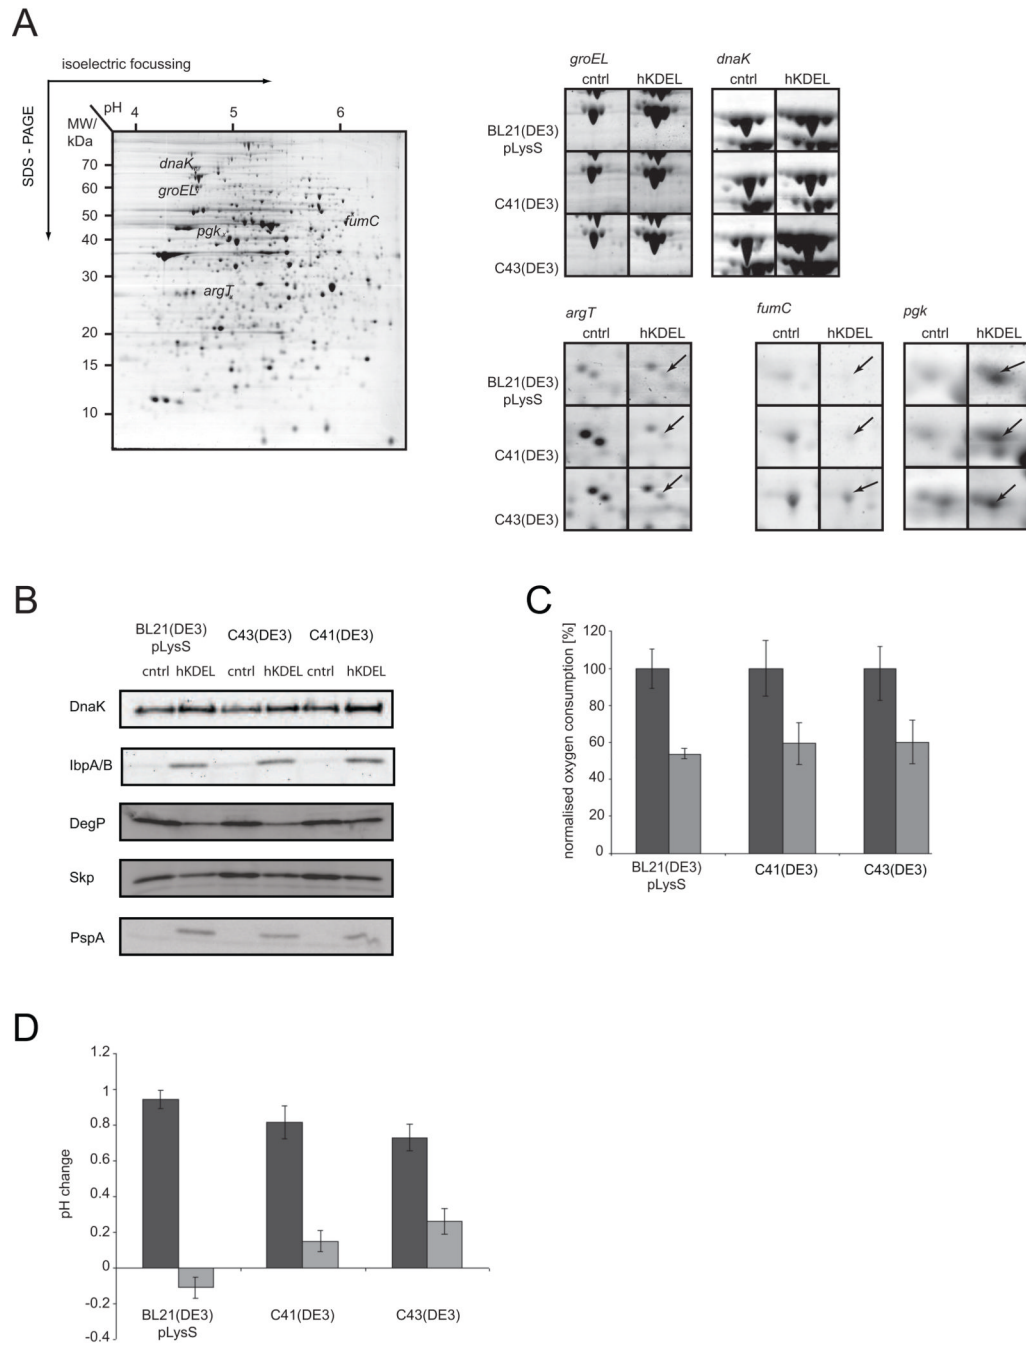 A
isoelectric focussing
SDS - PAGE
pH 4 5 6
MW/
kDa
70
60
50
40
30
20
15
10
dnaK
groEL
fumC
pgk
argT
groEL dnaK
cntrl hKDEL cntrl hKDEL
BL21(DE3)
pLysS
C41(DE3)
C43(DE3)
argT fumC pgk
cntrl hKDEL cntrl hKDEL cntrl hKDEL
BL21(DE3)
pLysS
C41(DE3)
C43(DE3)
B
BL21(DE3)
pLysS
C43(DE3) C41(DE3)
cntrl hKDEL cntrl hKDEL cntrl hKDEL
DnaK
IbpA/B
DegP
Skp
PspA
C
normalised oxygen consumption [%]
120
100
80
60
40
20
0
BL21(DE3)
pLysS
C41(DE3) C43(DE3)
D
pH change
1.2
1
0.8
0.6
0.4
0.2
0
-0.2
-0.4
BL21(DE3)
pLysS
C41(DE3) C43(DE3)